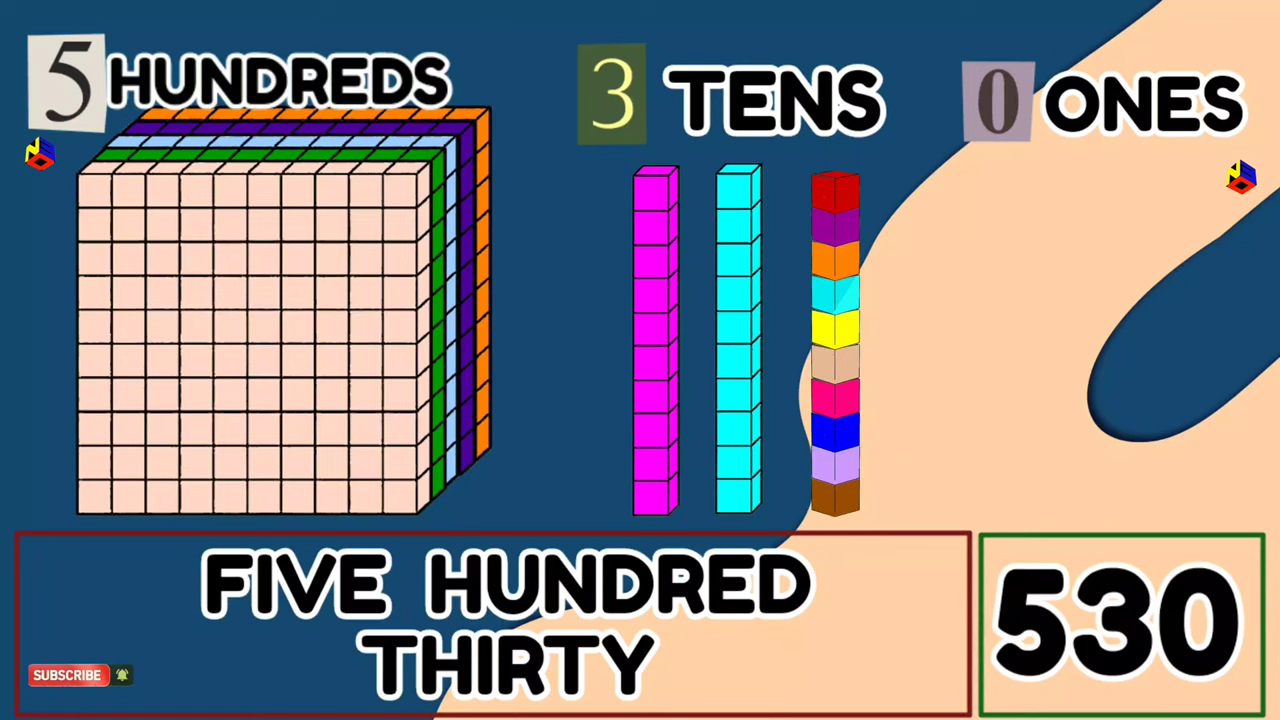 5 HUNDREDS
3 TENS
0 ONES
FIVE HUNDRED
THIRTY
530
SUBSCRIBE